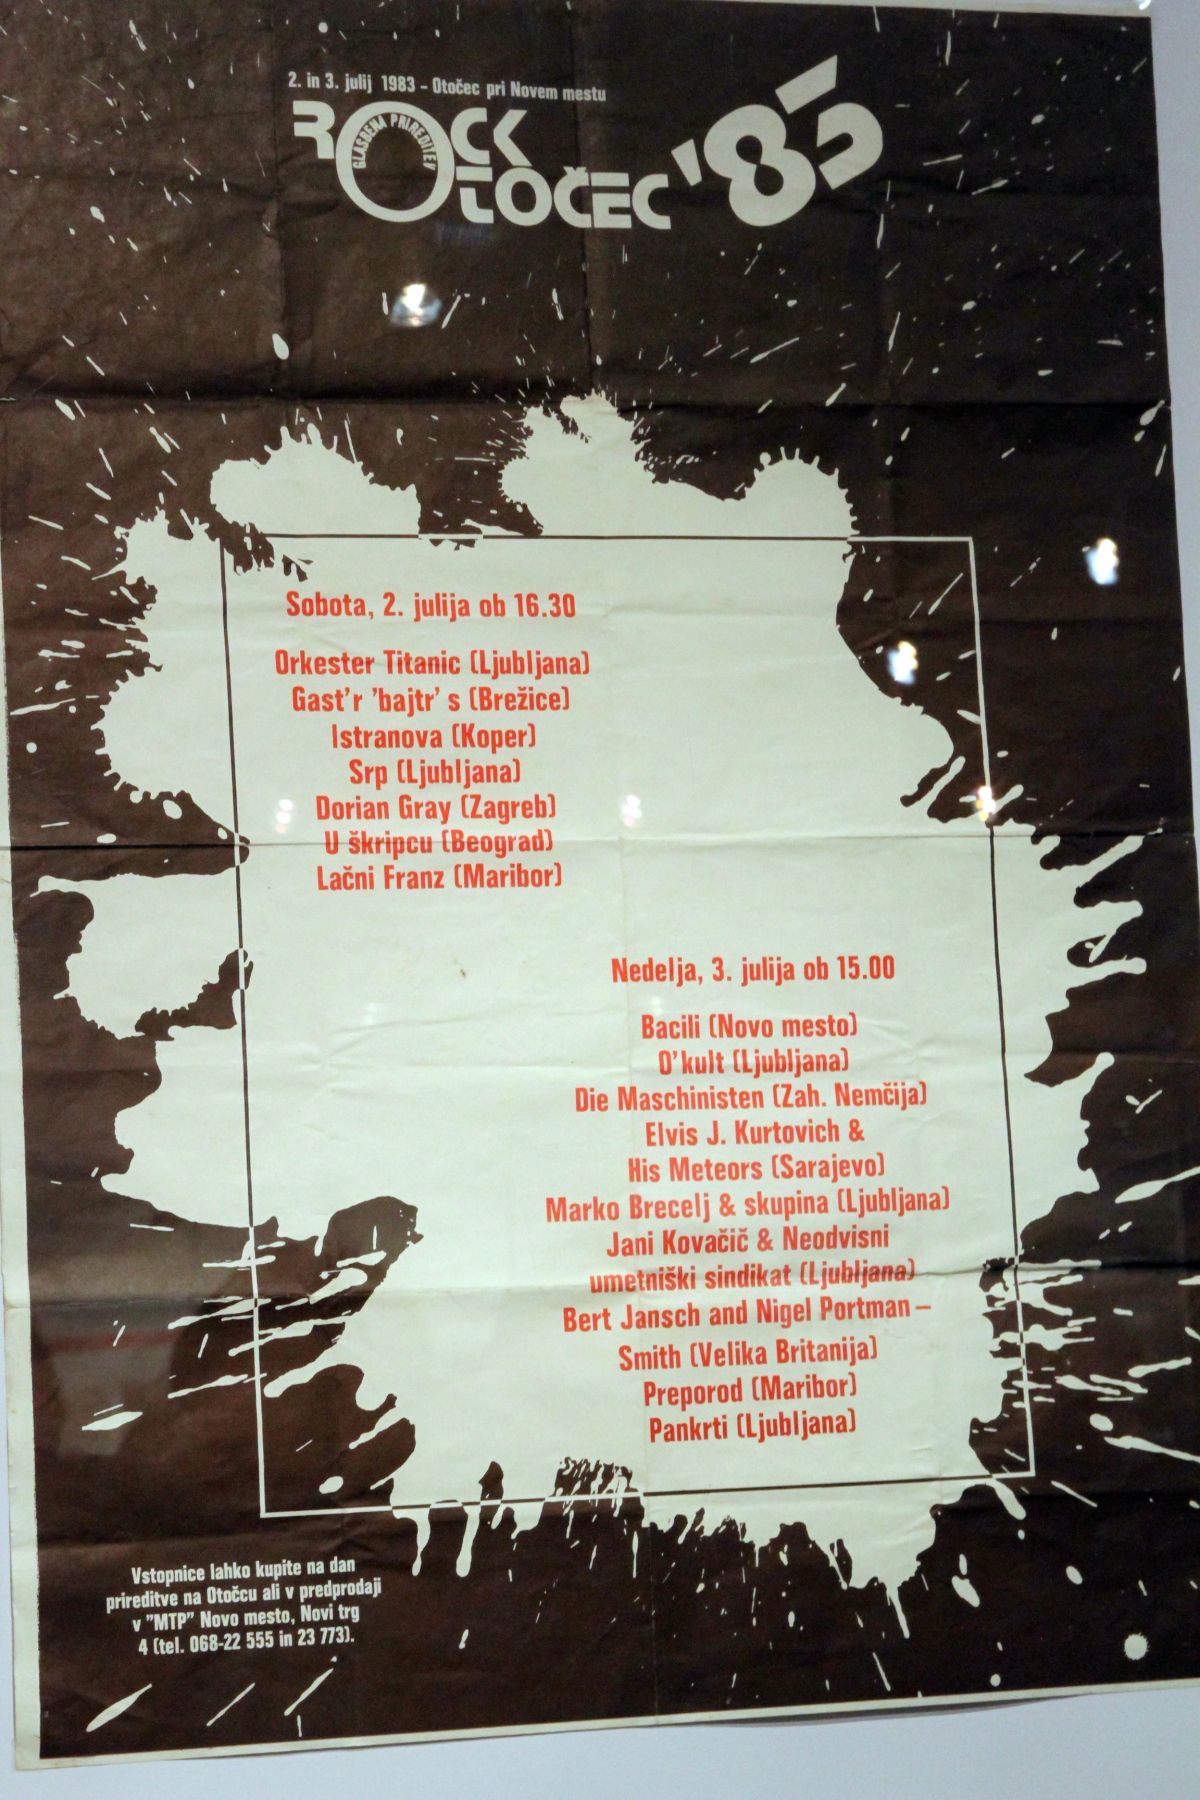 2. in 3. julij 1983 – Otočec pri Novem mestu
ROCK
GLASBENA PRIREDITEV
OTOČEC '83
Sobota, 2. julija ob 16.30
Orkester Titanic (Ljubljana)
Gast'r 'bajtr' s (Brežice)
Istranova (Koper)
Srp (Ljubljana)
Dorian Gray (Zagreb)
U škripcu (Beograd)
Lačni Franz (Maribor)
Nedelja, 3. julija ob 15.00
Bacili (Novo mesto)
O'kult (Ljubljana)
Die Maschinisten (Zah. Nemčija)
Elvis J. Kurtovich &
His Meteors (Sarajevo)
Marko Brecelj & skupina (Ljubljana)
Jani Kovačič & Neodvisni
umetniški sindikat (Ljubljana)
Bert Jansch and Nigel Portman –
Smith (Velika Britanija)
Preporod (Maribor)
Pankrti (Ljubljana)
Vstopnice lahko kupite na dan
prireditve na Otočcu ali v predprodaji
v "MTP" Novo mesto, Novi trg
4 (tel. 068-22 555 in 23 773).